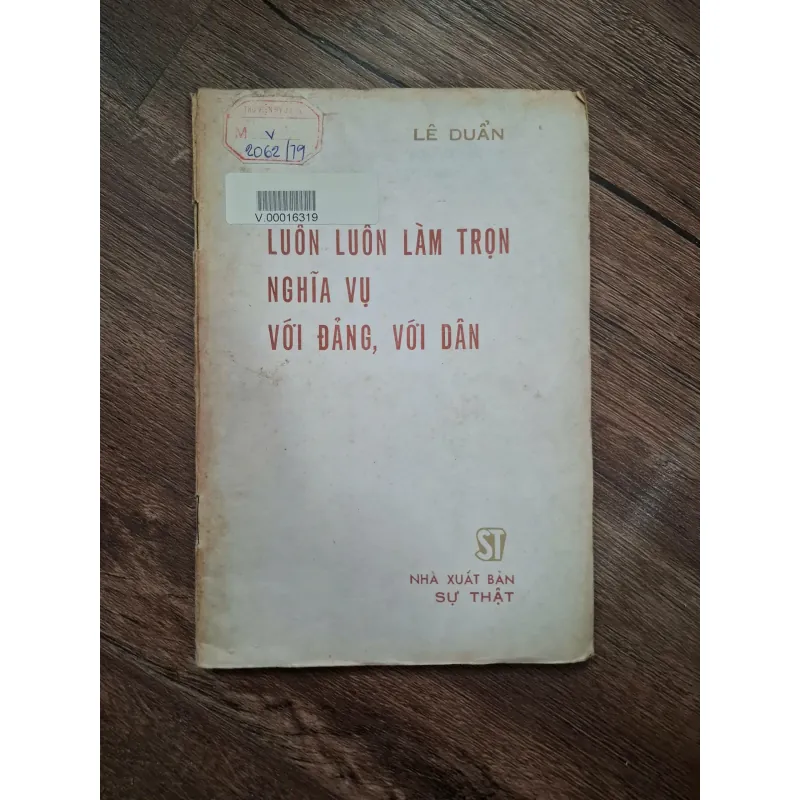 M V
2062/79
LÊ DUẨN
V.00016319
LUÔN LUÔN LÀM TRỌN
NGHĨA VỤ
VỚI ĐẢNG, VỚI DÂN
ST
NHÀ XUẤT BẢN
SỰ THẬT